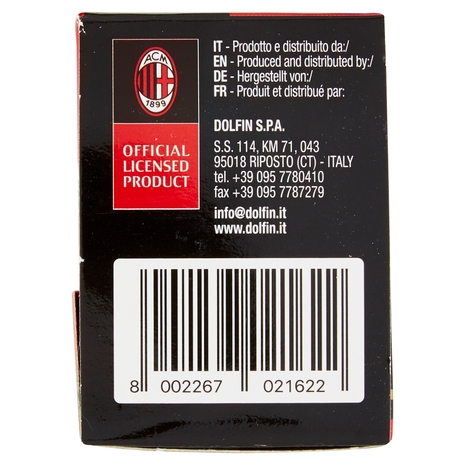 ACM
1899
OFFICIAL
LICENSED
PRODUCT
IT - Prodotto e distribuito da:/
EN - Produced and distributed by:/
DE - Hergestellt von:/
FR - Produit et distribué par:
DOLFIN S.P.A.
S.S. 114, KM 71, 043
95018 RIPOSTO (CT) - ITALY
tel +39 095 7780410
fax +39 095 7787279
info@dolfin.it
www.dolfin.it
8 002267 021622